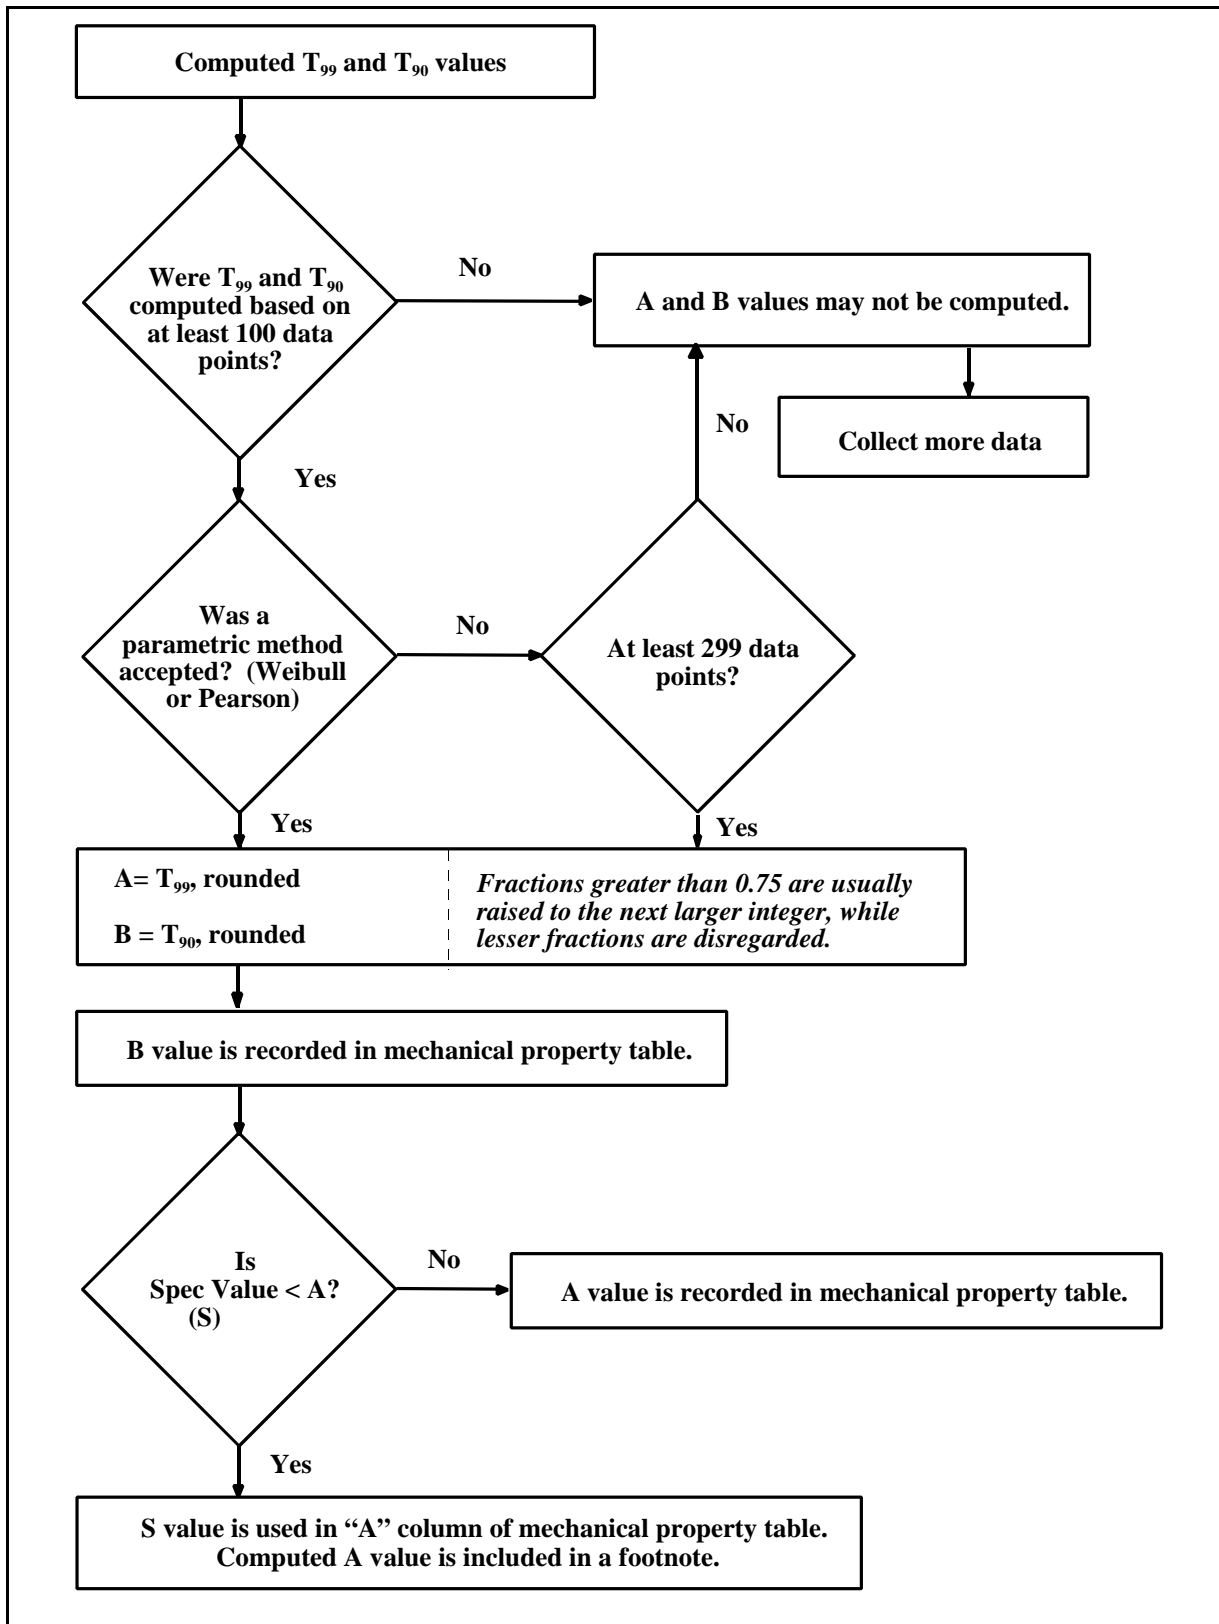 Computed T₉₉ and T₉₀ values
Were T₉₉ and T₉₀
computed based on
at least 100 data
points?
No
A and B values may not be computed.
Collect more data
No
Yes
Was a
parametric method
accepted? (Weibull
or Pearson)
No
At least 299 data
points?
Yes
Yes
A= T₉₉, rounded
B = T₉₀, rounded
Fractions greater than 0.75 are usually
raised to the next larger integer, while
lesser fractions are disregarded.
B value is recorded in mechanical property table.
Is
Spec Value < A?
(S)
No
A value is recorded in mechanical property table.
Yes
S value is used in “A” column of mechanical property table.
Computed A value is included in a footnote.